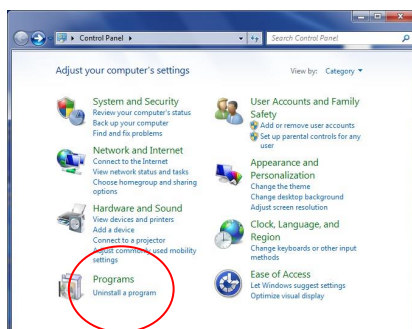 Control Panel
Search Control Panel
Adjust your computer's settings
View by: Category
System and Security
Review your computer's status
Back up your computer
Find and fix problems
Network and Internet
Connect to the Internet
View network status and tasks
Choose homegroup and sharing
options
Hardware and Sound
View devices and printers
Add a device
Connect to a projector
Adjust commonly used mobility
settings
Programs
Uninstall a program
User Accounts and Family
Safety
Add or remove user accounts
Set up parental controls for any
user
Appearance and
Personalization
Change the theme
Change desktop background
Adjust screen resolution
Clock, Language, and
Region
Change keyboards or other input
methods
Ease of Access
Let Windows suggest settings
Optimize visual display